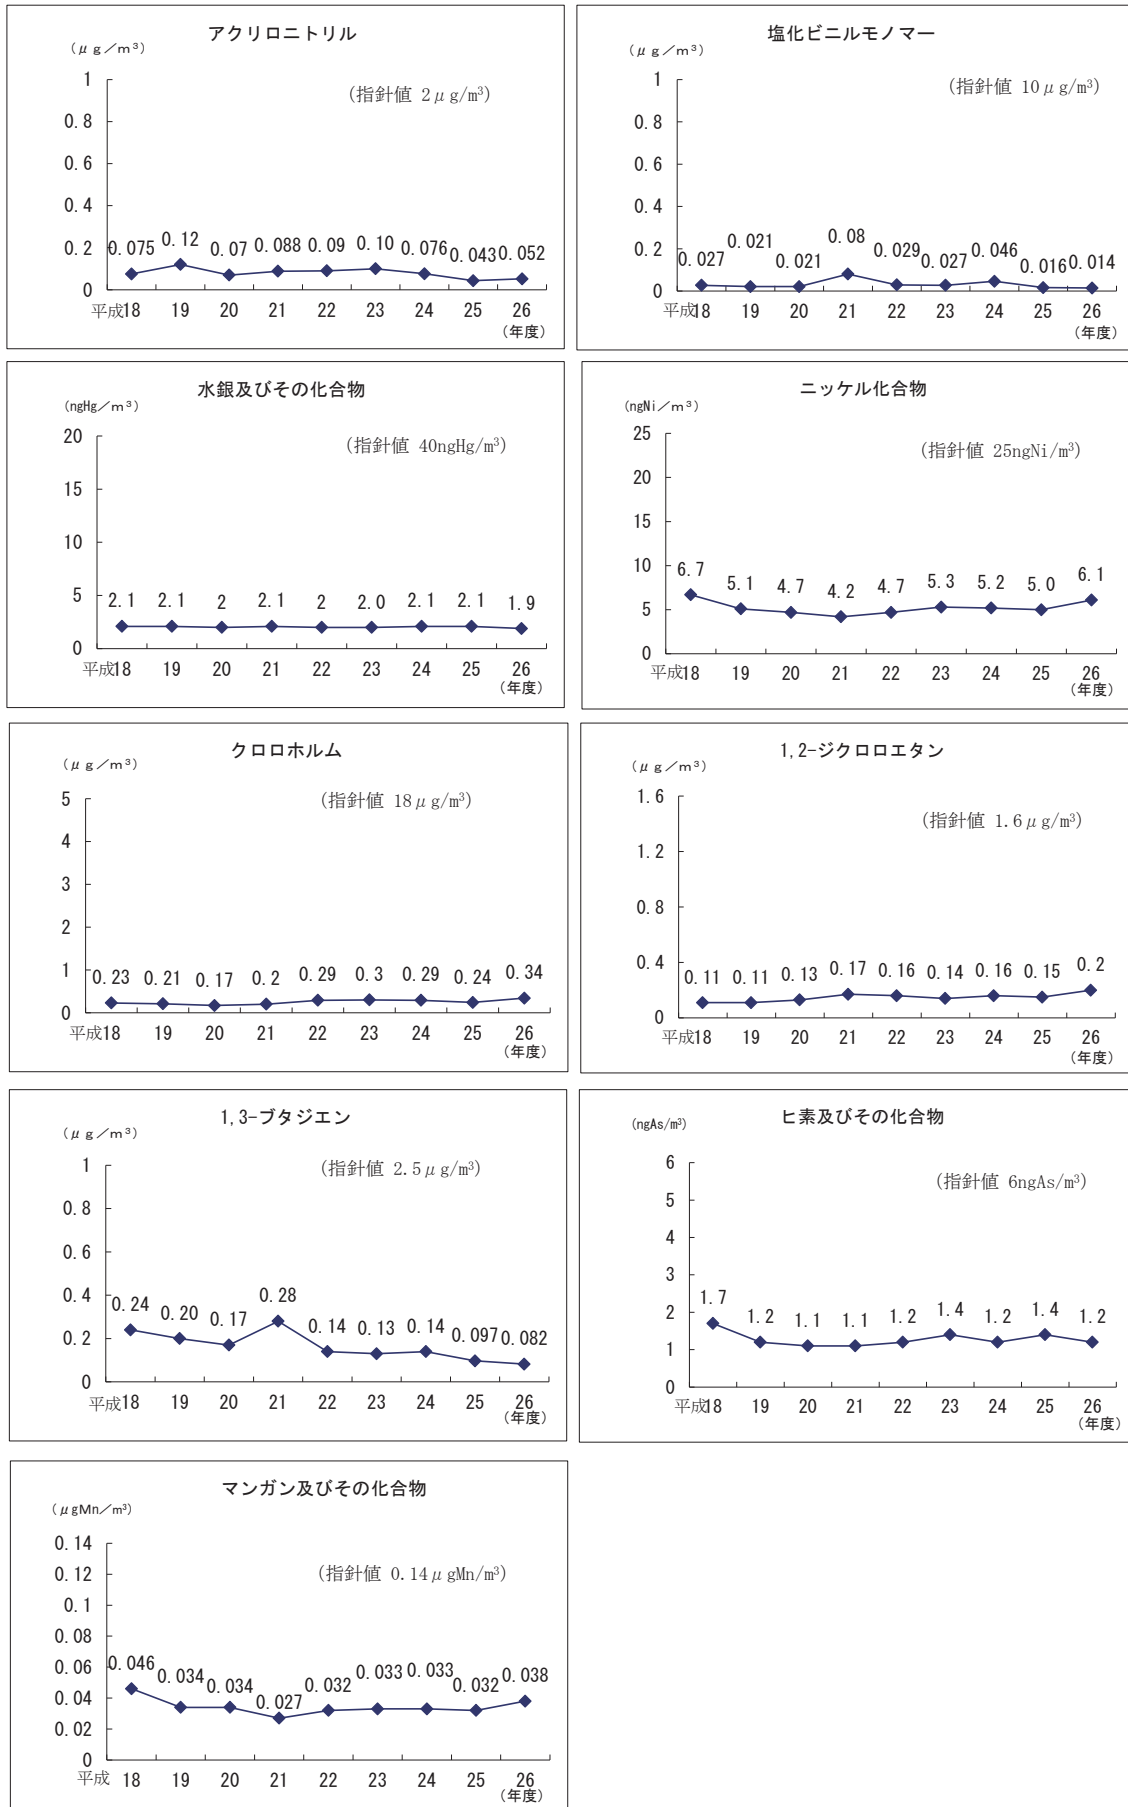 アクリロニトリル
(μg/m³)
(指針値 2μg/m³)
1
0.8
0.6
0.4
0.2
0
0.075 0.12 0.07 0.088 0.09 0.10 0.076 0.043 0.052
平成18 19 20 21 22 23 24 25 26
(年度)
塩化ビニルモノマー
(μg/m³)
(指針値 10μg/m³)
1
0.8
0.6
0.4
0.2
0
0.027 0.021 0.021 0.08 0.029 0.027 0.046 0.016 0.014
平成18 19 20 21 22 23 24 25 26
(年度)
水銀及びその化合物
(ngHg/m³)
(指針値 40ngHg/m³)
20
15
10
5
0
2.1 2.1 2 2.1 2 2.0 2.1 2.1 1.9
平成18 19 20 21 22 23 24 25 26
(年度)
ニッケル化合物
(ngNi/m³)
(指針値 25ngNi/m³)
25
20
15
10
5
0
6.7 5.1 4.7 4.2 4.7 5.3 5.2 5.0 6.1
平成18 19 20 21 22 23 24 25 26
(年度)
クロロホルム
(μg/m³)
(指針値 18μg/m³)
5
4
3
2
1
0
0.23 0.21 0.17 0.2 0.29 0.3 0.29 0.24 0.34
平成18 19 20 21 22 23 24 25 26
(年度)
1,2-ジクロロエタン
(μg/m³)
(指針値 1.6μg/m³)
1.6
1.2
0.8
0.4
0
0.11 0.11 0.13 0.17 0.16 0.14 0.16 0.15 0.2
平成18 19 20 21 22 23 24 25 26
(年度)
1,3-ブタジエン
(μg/m³)
(指針値 2.5μg/m³)
1
0.8
0.6
0.4
0.2
0
0.24 0.20 0.17 0.28 0.14 0.13 0.14 0.097 0.082
平成18 19 20 21 22 23 24 25 26
(年度)
ヒ素及びその化合物
(ngAs/m³)
(指針値 6ngAs/m³)
6
5
4
3
2
1
0
1.7 1.2 1.1 1.1 1.2 1.4 1.2 1.4 1.2
平成18 19 20 21 22 23 24 25 26
(年度)
マンガン及びその化合物
(μgMn/m³)
(指針値 0.14μgMn/m³)
0.14
0.12
0.1
0.08
0.06
0.04
0.02
0
0.046 0.034 0.034 0.027 0.032 0.033 0.033 0.032 0.038
平成 18 19 20 21 22 23 24 25 26
(年度)